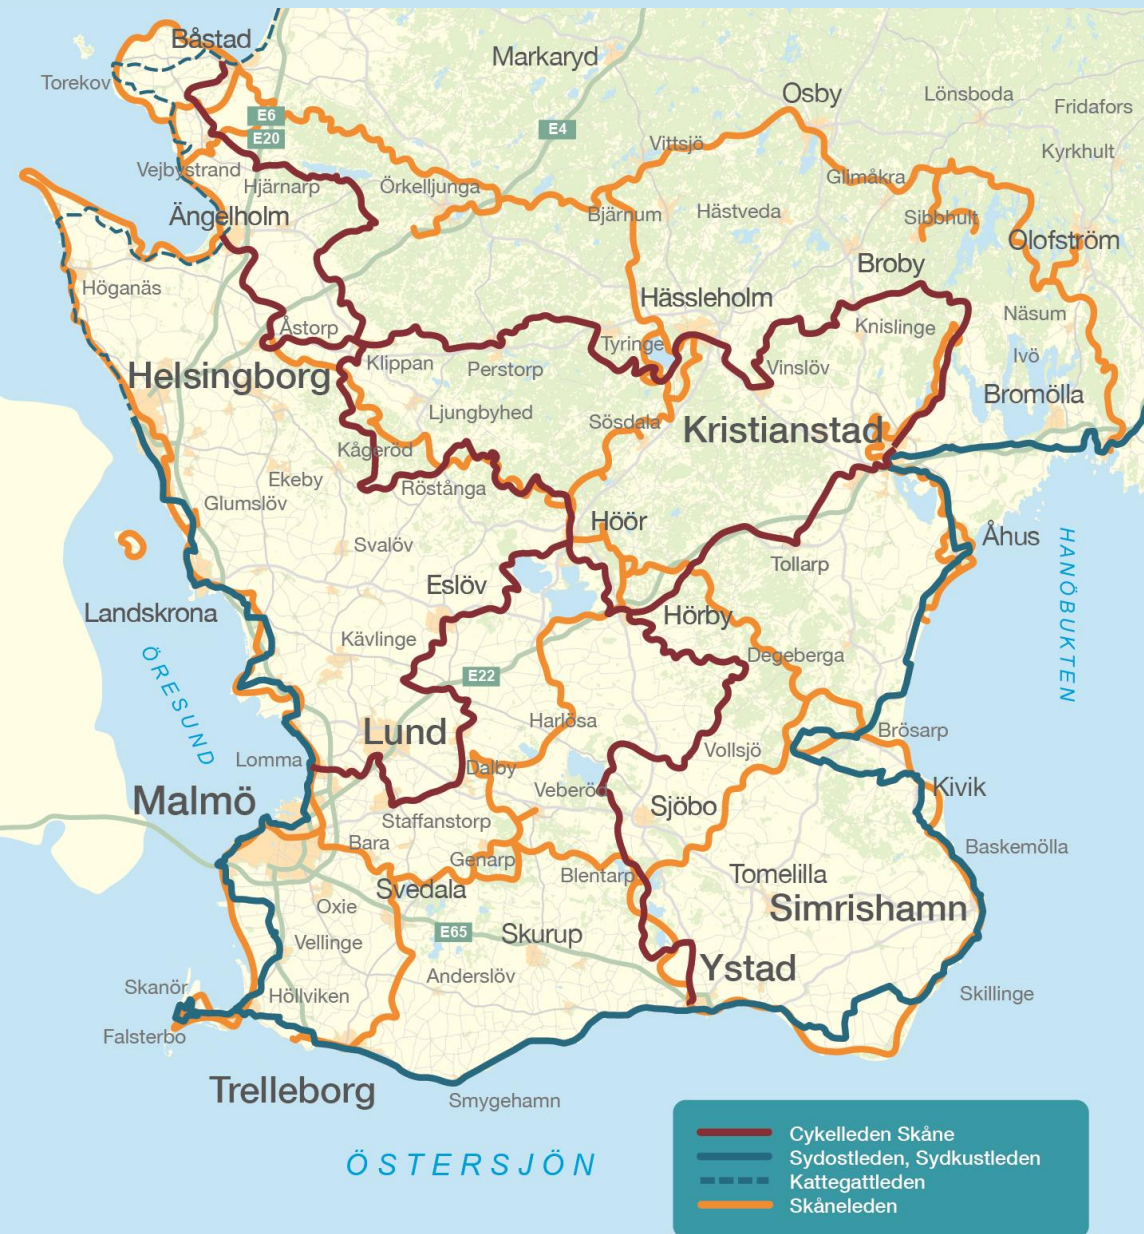 Båstad
Markaryd
Torekov
Osby
Lönsboda
Fridafors
E6
E20
E4
Vittsjö
Kyrkhult
Vejbystrand
Hjärnarp
Örkelljunga
Glimåkra
Ängelholm
Bjärnum
Hästveda
Sibbhult
Olofström
Broby
Höganäs
Hässleholm
Näsum
Åstorp
Knislinge
Tyringe
Ivö
Klippan
Perstorp
Vinslöv
Helsingborg
Bromölla
Ljungbyhed
Sösdala
Kristianstad
Kågeröd
Ekeby
Röstånga
Glumslöv
Höör
Åhus
Svalöv
Tollarp
HANÖBUKTEN
Eslöv
Landskrona
Hörby
Kävlinge
Degeberga
ÖRESUND
E22
Harlösa
Lund
Brösarp
Vollsjö
Lomma
Dalby
Veberöd
Kivik
Malmö
Sjöbo
Staffanstorp
Bara
Baskemölla
Genarp
Blentarp
Tomelilla
Svedala
Oxie
Simrishamn
E65
Skurup
Vellinge
Ystad
Anderslöv
Skanör
Höllviken
Skillinge
Falsterbo
Trelleborg
Smygehamn
ÖSTERSJÖN
Cykelleden Skåne
Sydostleden, Sydkustleden
Kattegattleden
Skåneleden